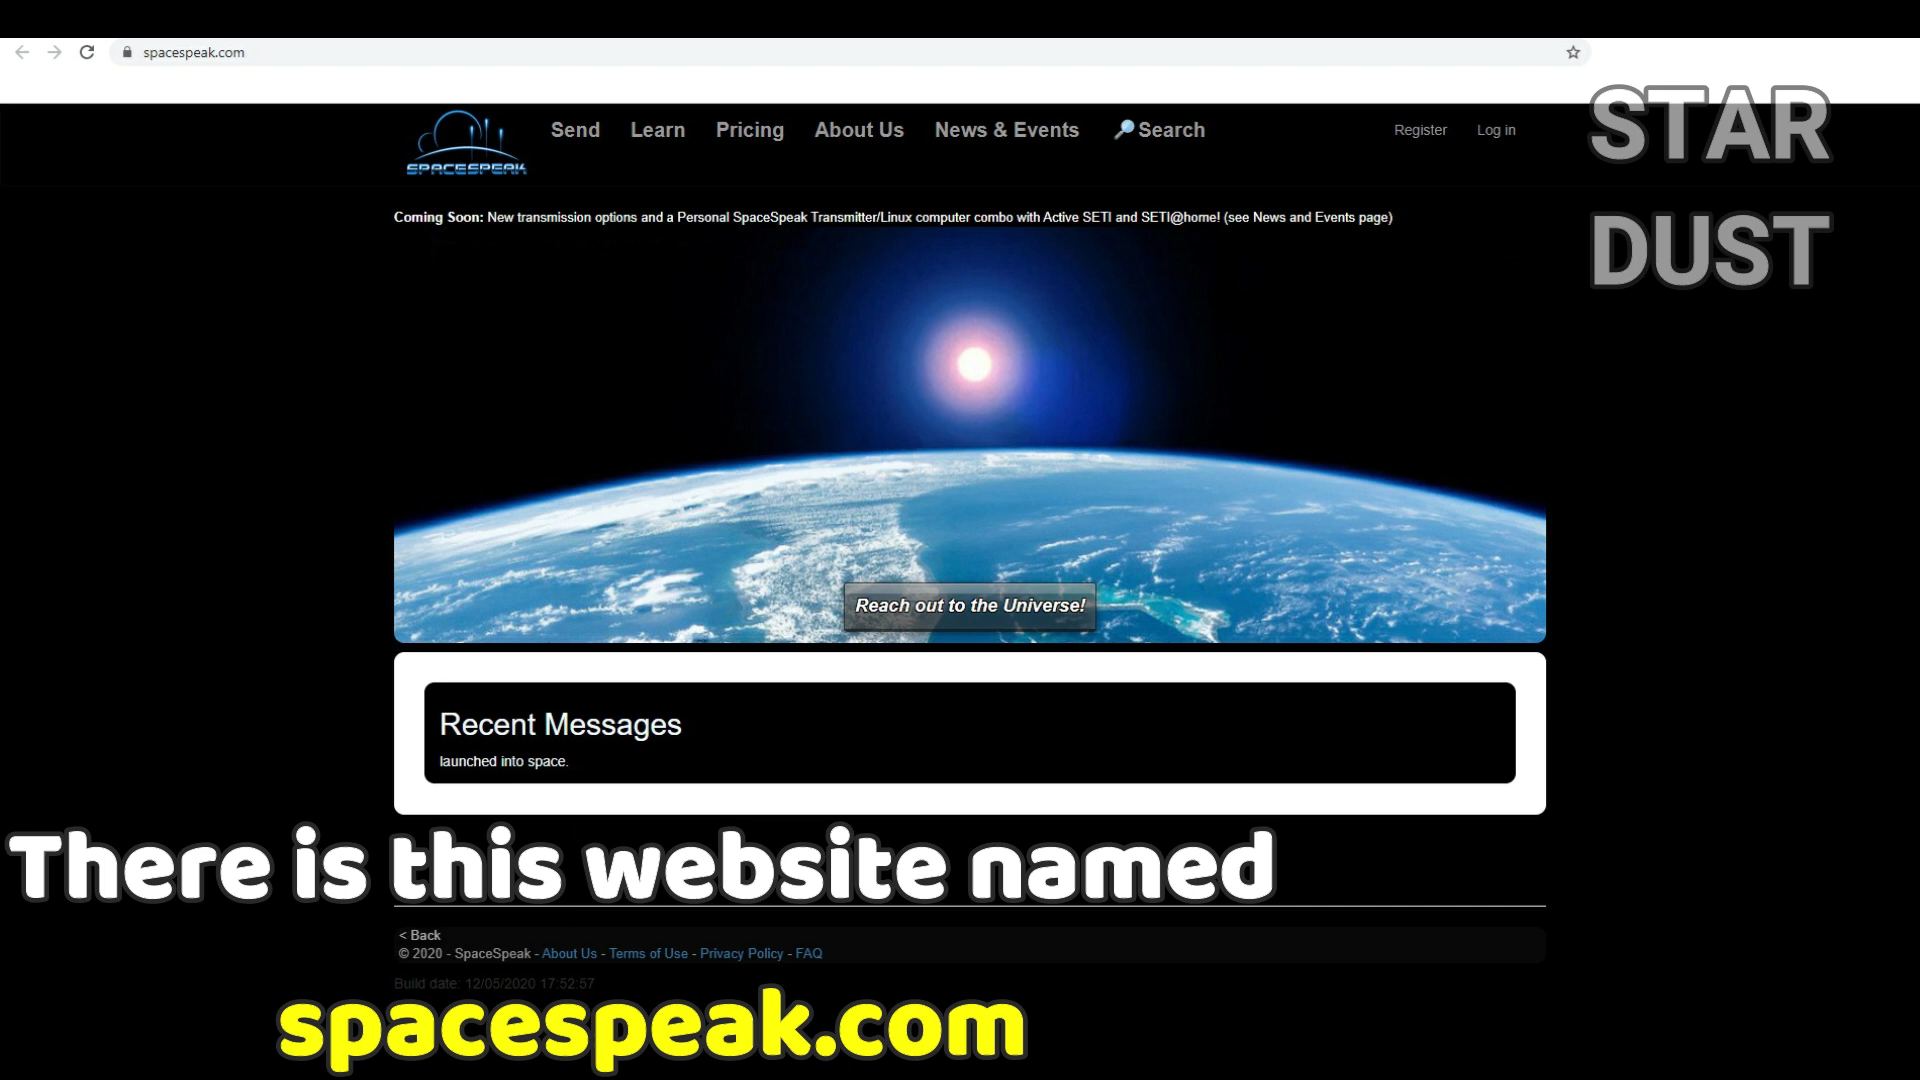 spacespeak.com
STAR
DUST
SPACESPEAK
Send Learn Pricing About Us News & Events Search Register Log in
Coming Soon: New transmission options and a Personal SpaceSpeak Transmitter/Linux computer combo with Active SETI and SETI@home! (see News and Events page)
Reach out to the Universe!
Recent Messages
launched into space.
There is this website named
< Back
© 2020 - SpaceSpeak - About Us - Terms of Use - Privacy Policy - FAQ
Build date: 12/05/2020 17:52:57
spacespeak.com